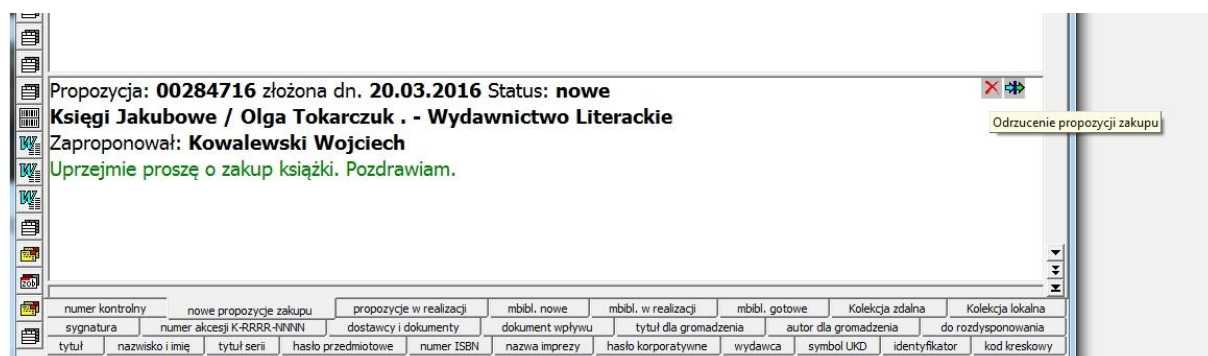 Propozycja: 00284716 złożona dn. 20.03.2016 Status: nowe
Księgi Jakubowe / Olga Tokarczuk . - Wydawnictwo Literackie
Odrzucenie propozycji zakupu
Zaproponował: Kowalewski Wojciech
Uprzejmie proszę o zakup książki. Pozdrawiam.
zob
numer kontrolny nowe propozycje zakupu propozycje w realizacji mbibl. nowe mbibl. w realizacji mbibl. gotowe Kolekcja zdalna Kolekcja lokalna
sygnatura numer akcesji K-RRRR-NNNN dostawcy i dokumenty dokument wpływu tytuł dla gromadzenia autor dla gromadzenia do rozdysponowania
tytuł nazwisko i imię tytuł serii hasło przedmiotowe numer ISBN nazwa imprezy hasło korporatywne wydawca symbol UKD identyfikator kod kreskowy